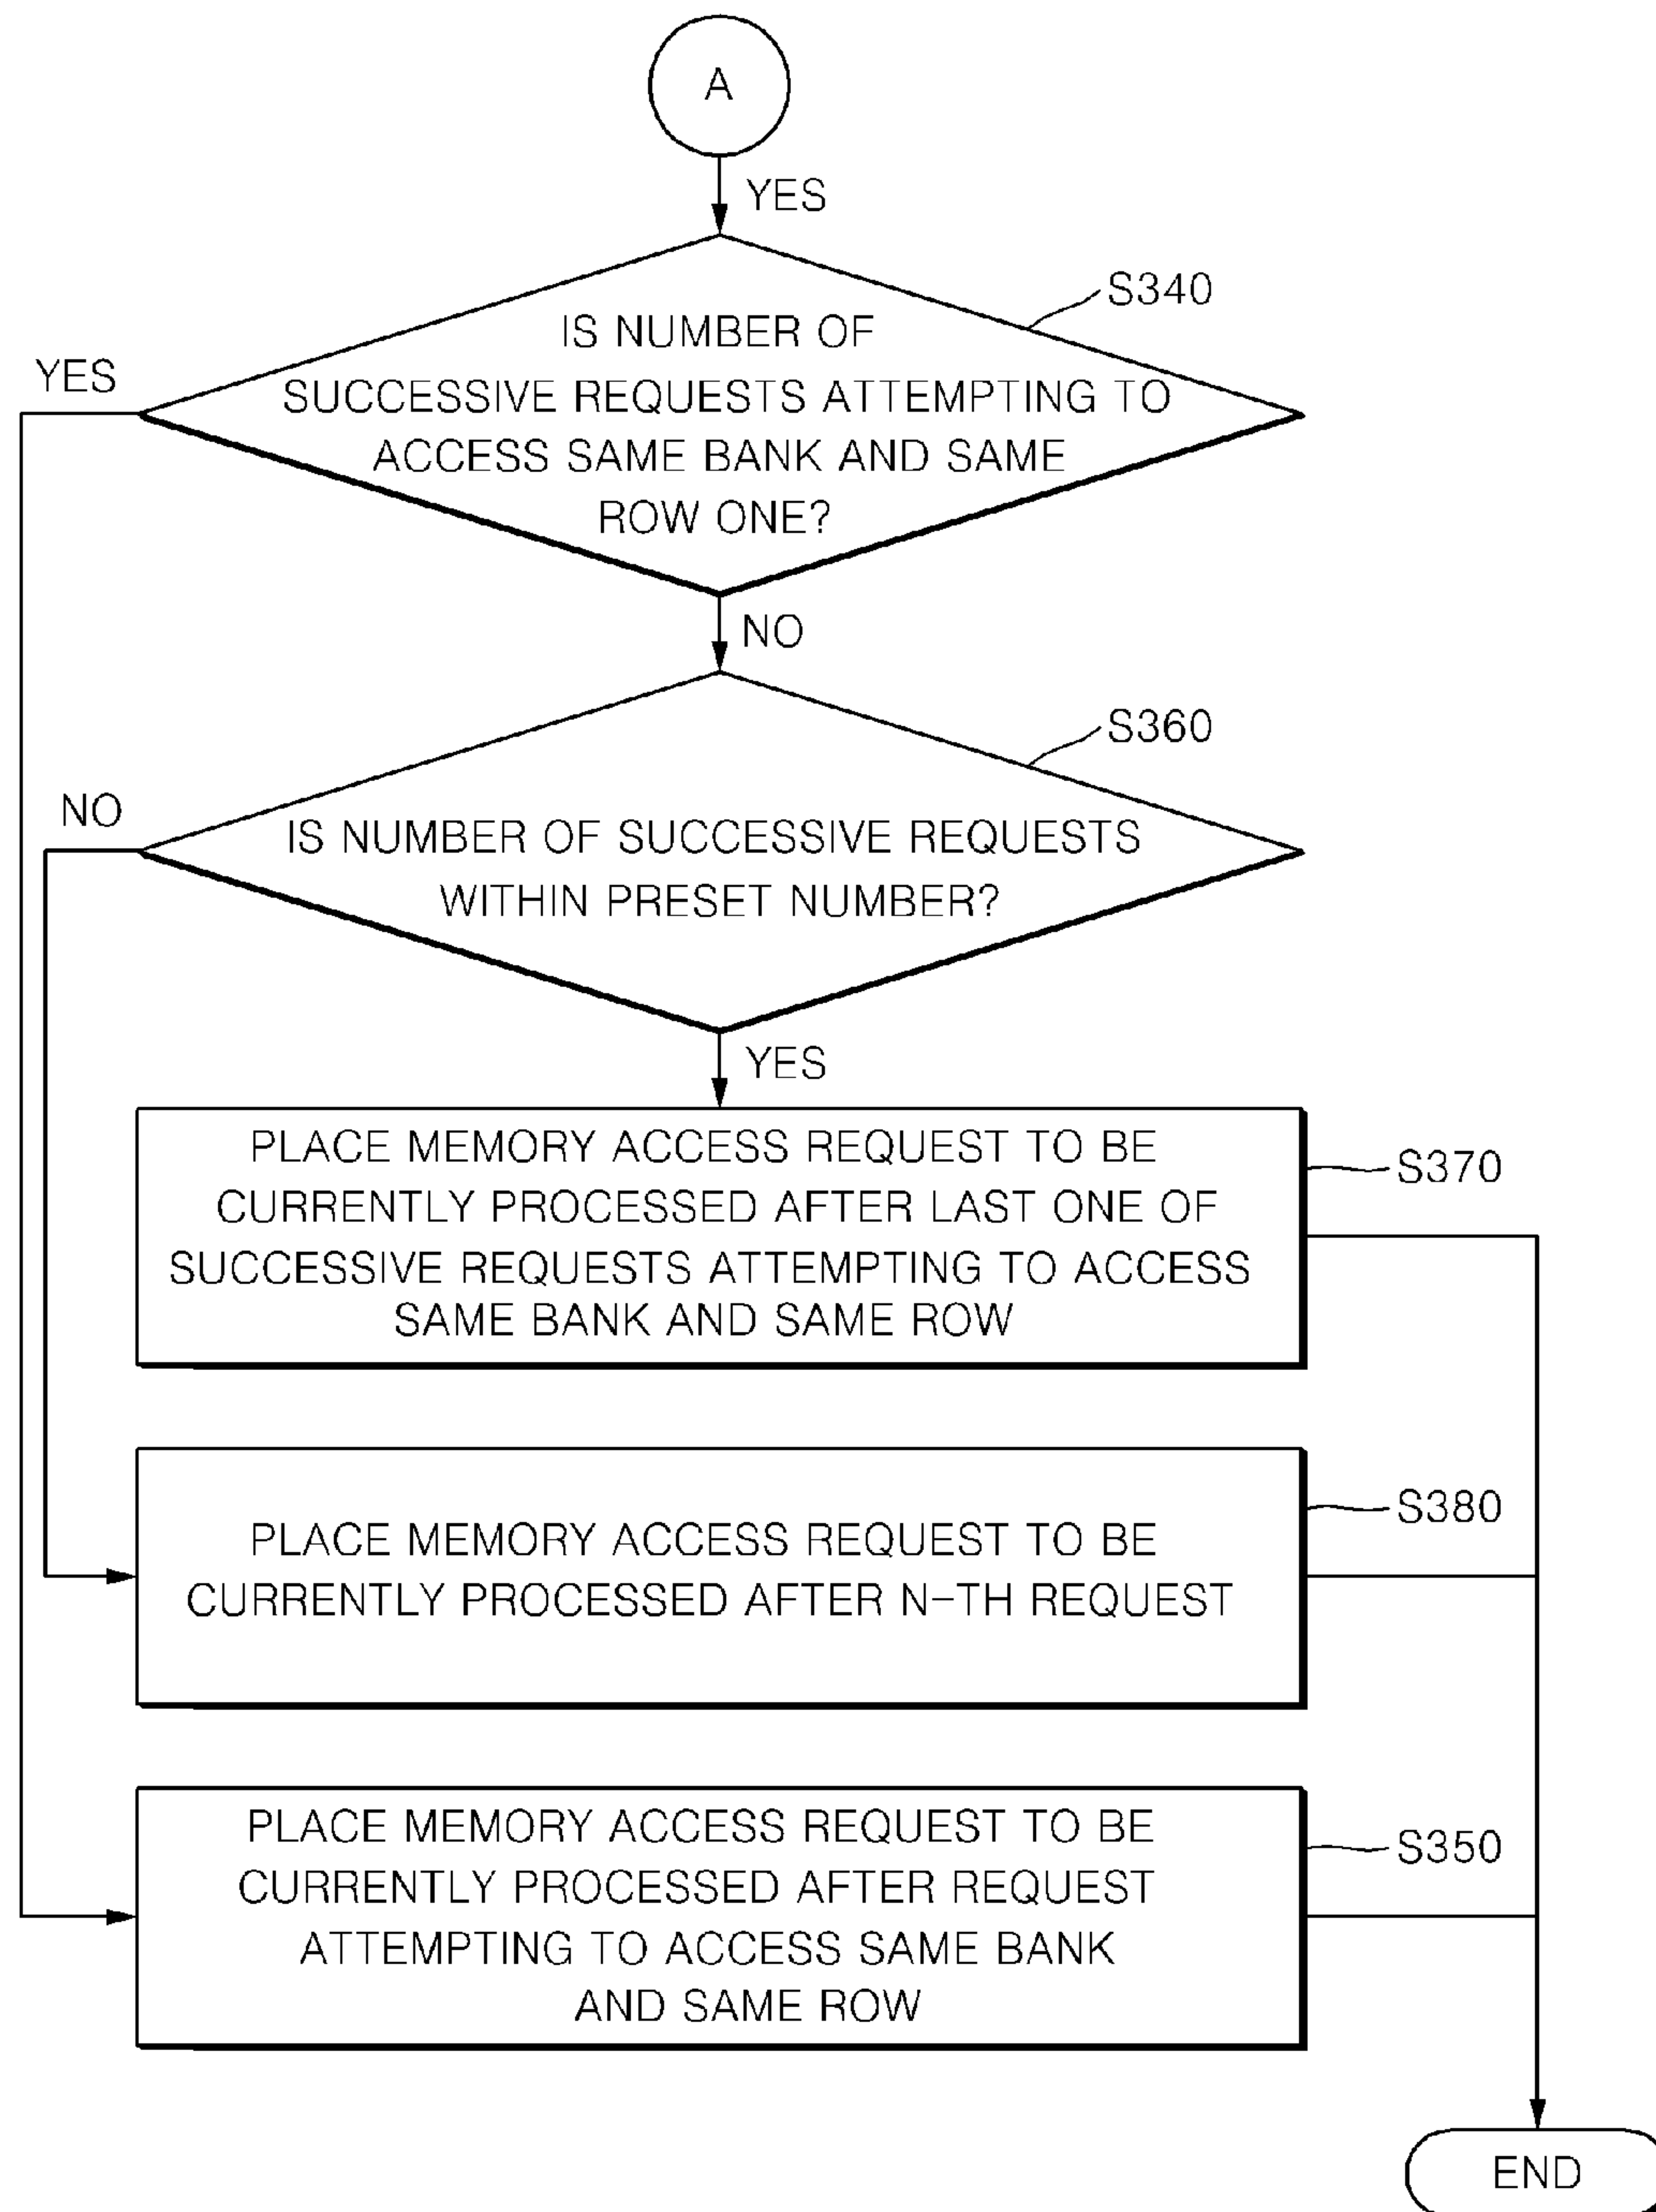 A
YES
S340
IS NUMBER OF
SUCCESSIVE REQUESTS ATTEMPTING TO
ACCESS SAME BANK AND SAME
ROW ONE?
YES
NO
S360
IS NUMBER OF SUCCESSIVE REQUESTS
WITHIN PRESET NUMBER?
NO
YES
PLACE MEMORY ACCESS REQUEST TO BE
CURRENTLY PROCESSED AFTER LAST ONE OF
SUCCESSIVE REQUESTS ATTEMPTING TO ACCESS
SAME BANK AND SAME ROW
S370
PLACE MEMORY ACCESS REQUEST TO BE
CURRENTLY PROCESSED AFTER N-TH REQUEST
S380
PLACE MEMORY ACCESS REQUEST TO BE
CURRENTLY PROCESSED AFTER REQUEST
ATTEMPTING TO ACCESS SAME BANK
AND SAME ROW
S350
END